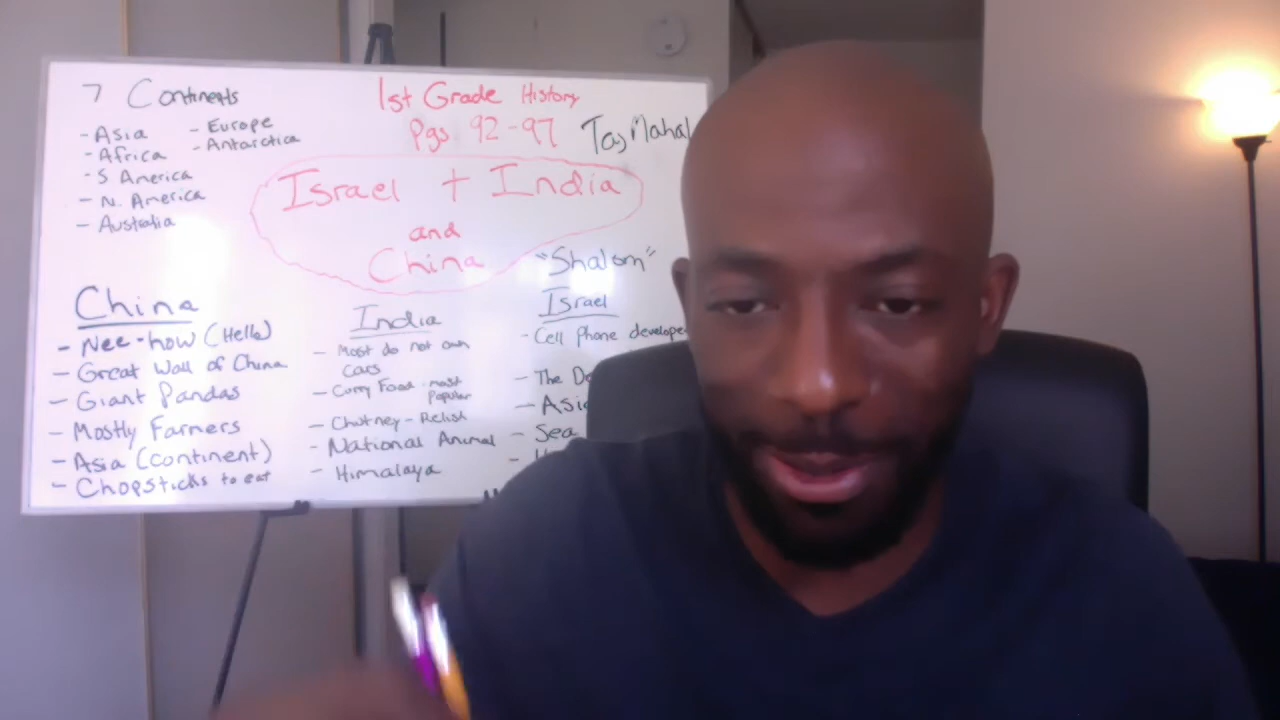 7 Continents
- Asia
- Africa
- S America
- N. America
- Australia
- Europe
- Antarctica
1st Grade History
Pgs 92-97
Taj Mahal
Israel + India
and
China
"Shalom"
China
- Nee-how (Hello)
- Great Wall of China
- Giant Pandas
- Mostly Farmers
- Asia (continent)
- Chopsticks to eat
India
- Most do not own
cars
- Curry Food - most
popular
- Chutney - Relish
- National Animal
- Himalaya
Israel
- Cell Phone develope
- The
-
- Sea
-